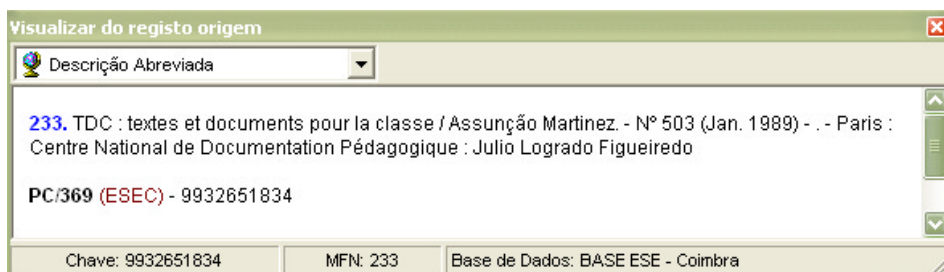 Visualizar do registo origem
Descrição Abreviada
233. TDC : textes et documents pour la classe / Assunção Martinez. - Nº 503 (Jan. 1989) - . - Paris :
Centre National de Documentation Pédagogique : Julio Logrado Figueiredo
PC/369 (ESEC) - 9932651834
Chave: 9932651834 MFN: 233 Base de Dados: BASE ESE - Coimbra